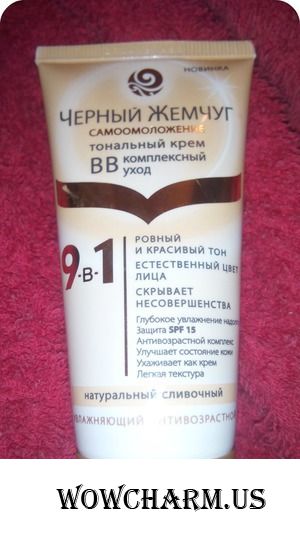 НОВИНКА
ЧЕРНЫЙ ЖЕМЧУГ
САМООМОЛОЖЕНИЕ
тональный крем
BB комплексный
уход
9-в-1
РОВНЫЙ
И КРАСИВЫЙ ТОН
ЕСТЕСТВЕННЫЙ ЦВЕТ
ЛИЦА
СКРЫВАЕТ
НЕСОВЕРШЕНСТВА
Глубокое увлажнение надол
Защита SPF 15
Антивозрастной комплекс
Улучшает состояние кожи
Ухаживает как крем
Легкая текстура
натуральный сливочный
УВЛАЖНЯЮЩИЙ АНТИВОЗРАСТНОЙ
WOWCHARM.US